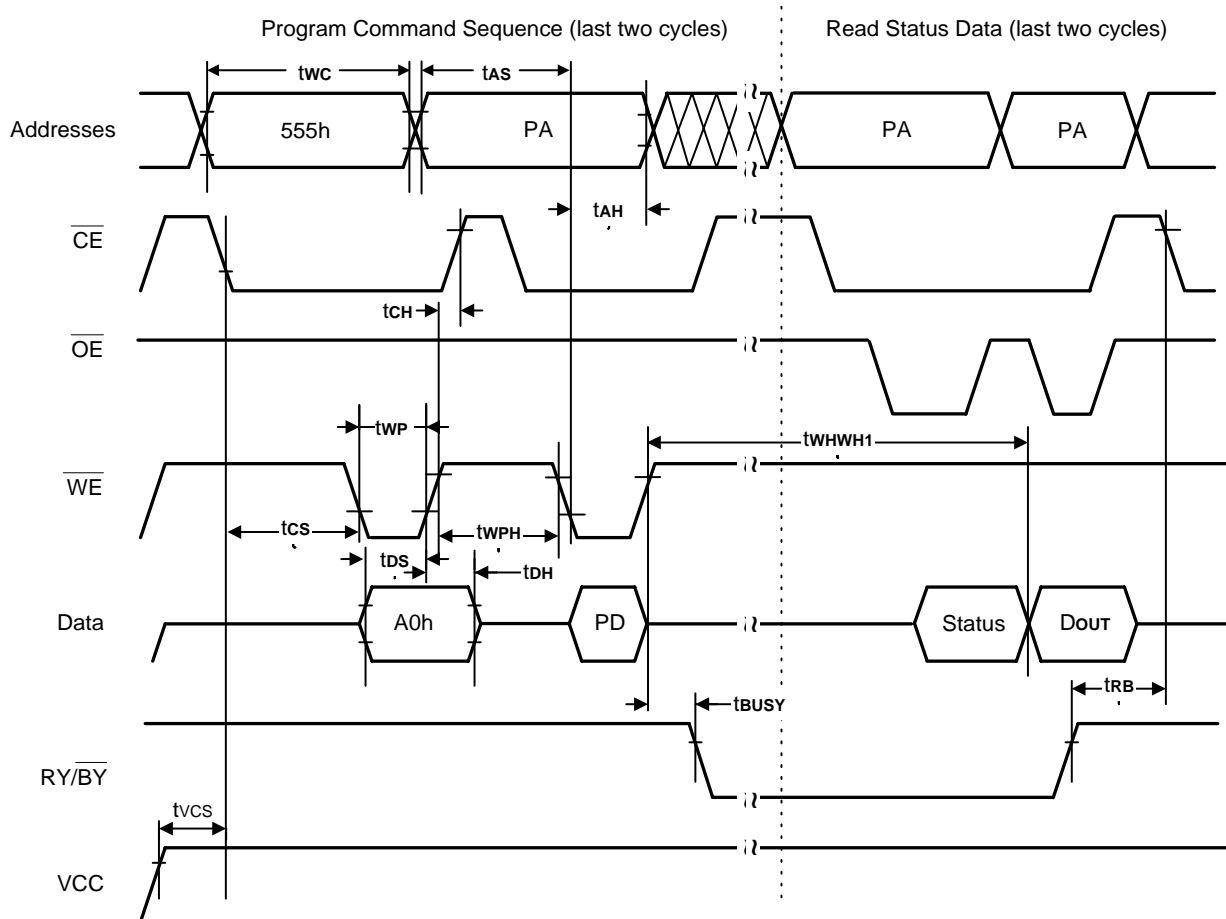 Program Command Sequence (last two cycles) Read Status Data (last two cycles)
tWC tAS
Addresses 555h PA PA PA
tAH
CE
tCH
OE
tWP tWHWH1
WE
tCS tWPH
tDS tDH
Data A0h PD Status DOUT
tBUSY tRB
RY/BY
tVCS
VCC